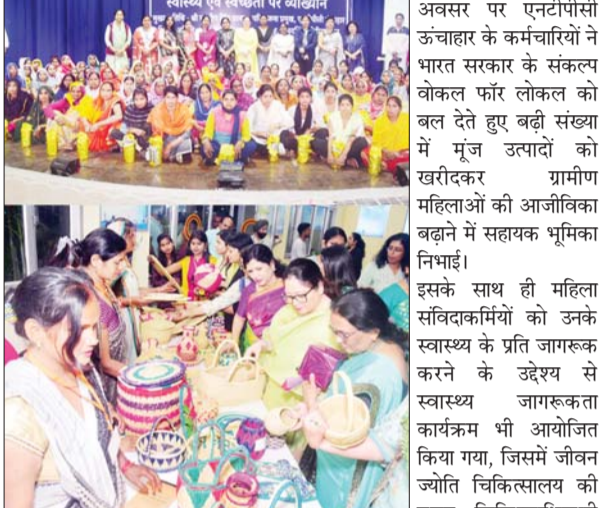 स्वास्थ्य एवं स्वच्छता पर व्याख्यान
अवसर पर एनटीपीसी
ऊंचाहार के कर्मचारियों ने
भारत सरकार के संकल्प
वोकल फॉर लोकल को
बल देते हुए बढ़ी संख्या
में मूंज उत्पादों को
खरीदकर ग्रामीण
महिलाओं की आजीविका
बढ़ाने में सहायक भूमिका
निभाई।
इसके साथ ही महिला
संविदाकर्मियों को उनके
स्वास्थ्य के प्रति जागरूक
करने के उद्देश्य से
स्वास्थ्य जागरूकता
कार्यक्रम भी आयोजित
किया गया, जिसमें जीवन
ज्योति चिकित्सालय की